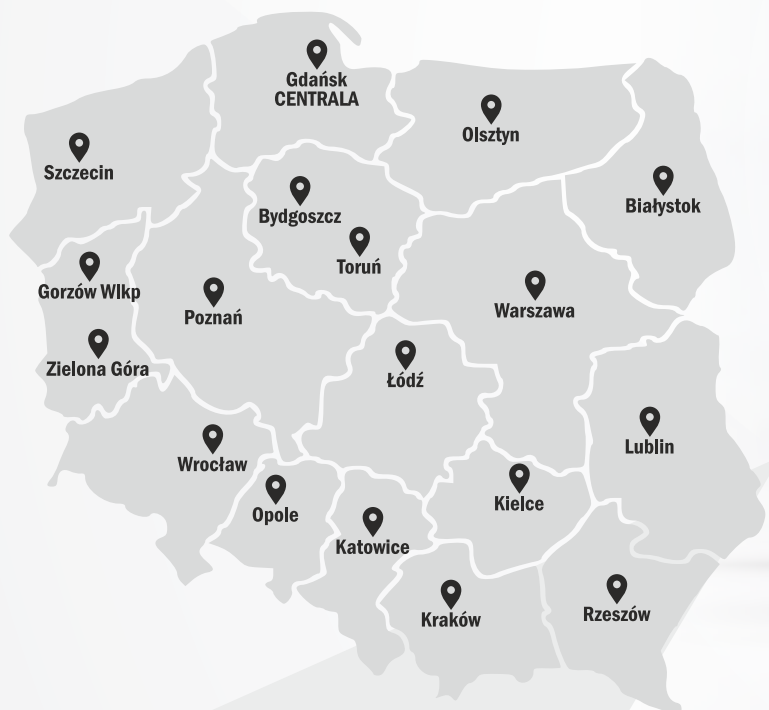 Gdańsk
CENTRALA
Olsztyn
Szczecin
Białystok
Bydgoszcz
Toruń
Gorzów Wlkp
Poznań
Warszawa
Zielona Góra
Łódź
Wrocław
Lublin
Opole
Kielce
Katowice
Kraków
Rzeszów